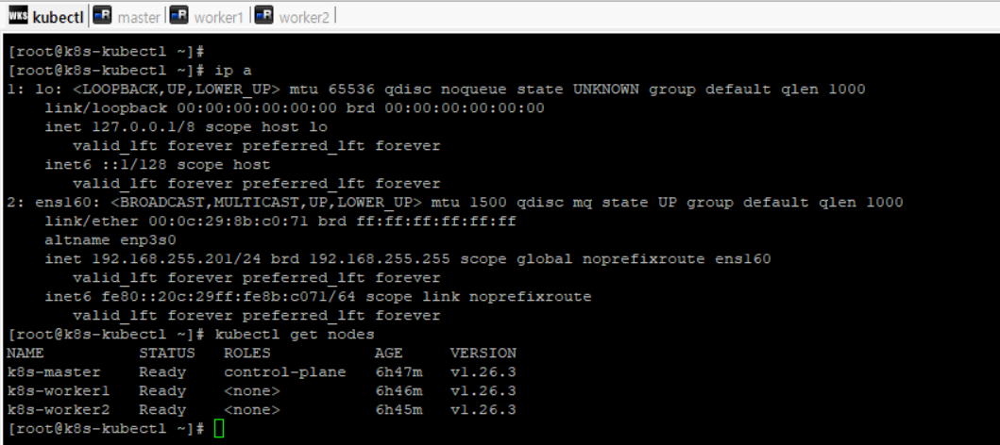 WKS kubectl R master R worker1 R worker2
[root@k8s-kubectl ~]#
[root@k8s-kubectl ~]# ip a
1: lo: <LOOPBACK,UP,LOWER_UP> mtu 65536 qdisc noqueue state UNKNOWN group default qlen 1000
    link/loopback 00:00:00:00:00:00 brd 00:00:00:00:00:00
    inet 127.0.0.1/8 scope host lo
       valid_lft forever preferred_lft forever
    inet6 ::1/128 scope host
       valid_lft forever preferred_lft forever
2: ens160: <BROADCAST,MULTICAST,UP,LOWER_UP> mtu 1500 qdisc mq state UP group default qlen 1000
    link/ether 00:0c:29:8b:c0:71 brd ff:ff:ff:ff:ff:ff
    altname enp3s0
    inet 192.168.255.201/24 brd 192.168.255.255 scope global noprefixroute ens160
       valid_lft forever preferred_lft forever
    inet6 fe80::20c:29ff:fe8b:c071/64 scope link noprefixroute
       valid_lft forever preferred_lft forever
[root@k8s-kubectl ~]# kubectl get nodes
NAME          STATUS   ROLES           AGE     VERSION
k8s-master    Ready    control-plane   6h47m   v1.26.3
k8s-worker1   Ready    <none>          6h46m   v1.26.3
k8s-worker2   Ready    <none>          6h45m   v1.26.3
[root@k8s-kubectl ~]#